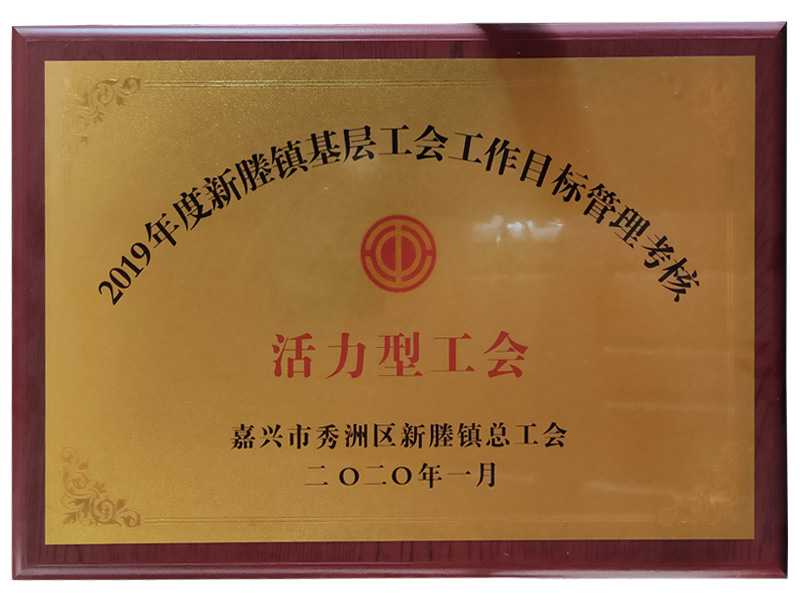 2019年度新塍镇基层工会工作目标管理考核
活力型工会
嘉兴市秀洲区新塍镇总工会
二〇二〇年一月